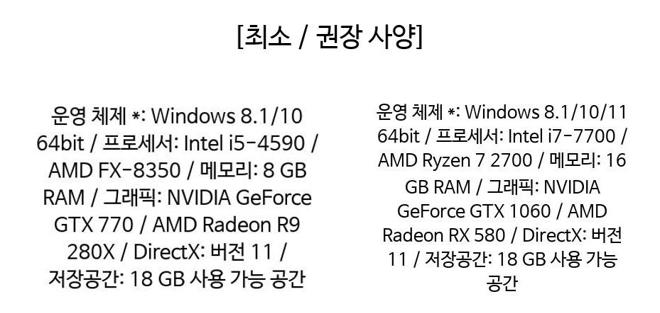 [최소 / 권장 사양]
운영 체제 *: Windows 8.1/10
64bit / 프로세서: Intel i5-4590 /
AMD FX-8350 / 메모리: 8 GB
RAM / 그래픽: NVIDIA GeForce
GTX 770 / AMD Radeon R9
280X / DirectX: 버전 11 /
저장공간: 18 GB 사용 가능 공간
운영 체제 *: Windows 8.1/10/11
64bit / 프로세서: Intel i7-7700 /
AMD Ryzen 7 2700 / 메모리: 16
GB RAM / 그래픽: NVIDIA
GeForce GTX 1060 / AMD
Radeon RX 580 / DirectX: 버전
11 / 저장공간: 18 GB 사용 가능
공간